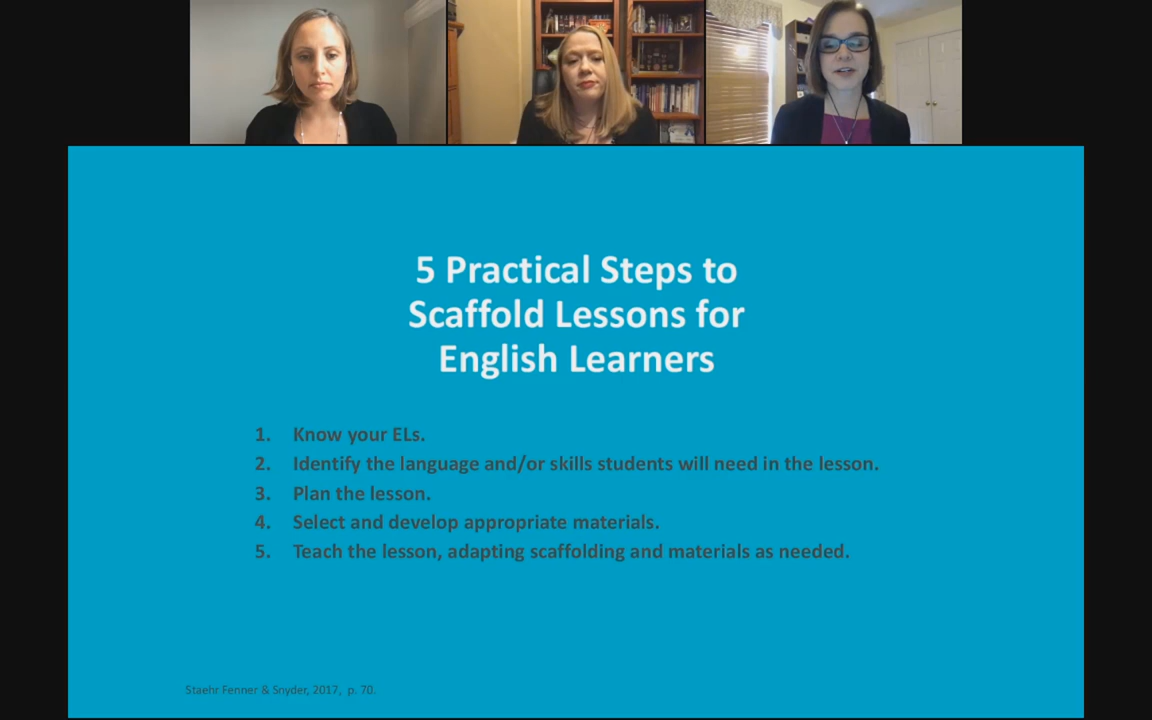 5 Practical Steps to
Scaffold Lessons for
English Learners
1. Know your ELs.
2. Identify the language and/or skills students will need in the lesson.
3. Plan the lesson.
4. Select and develop appropriate materials.
5. Teach the lesson, adapting scaffolding and materials as needed.
Staehr Fenner & Snyder, 2017, p. 70.